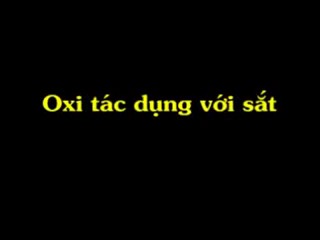 Oxi tác dụng với sắt